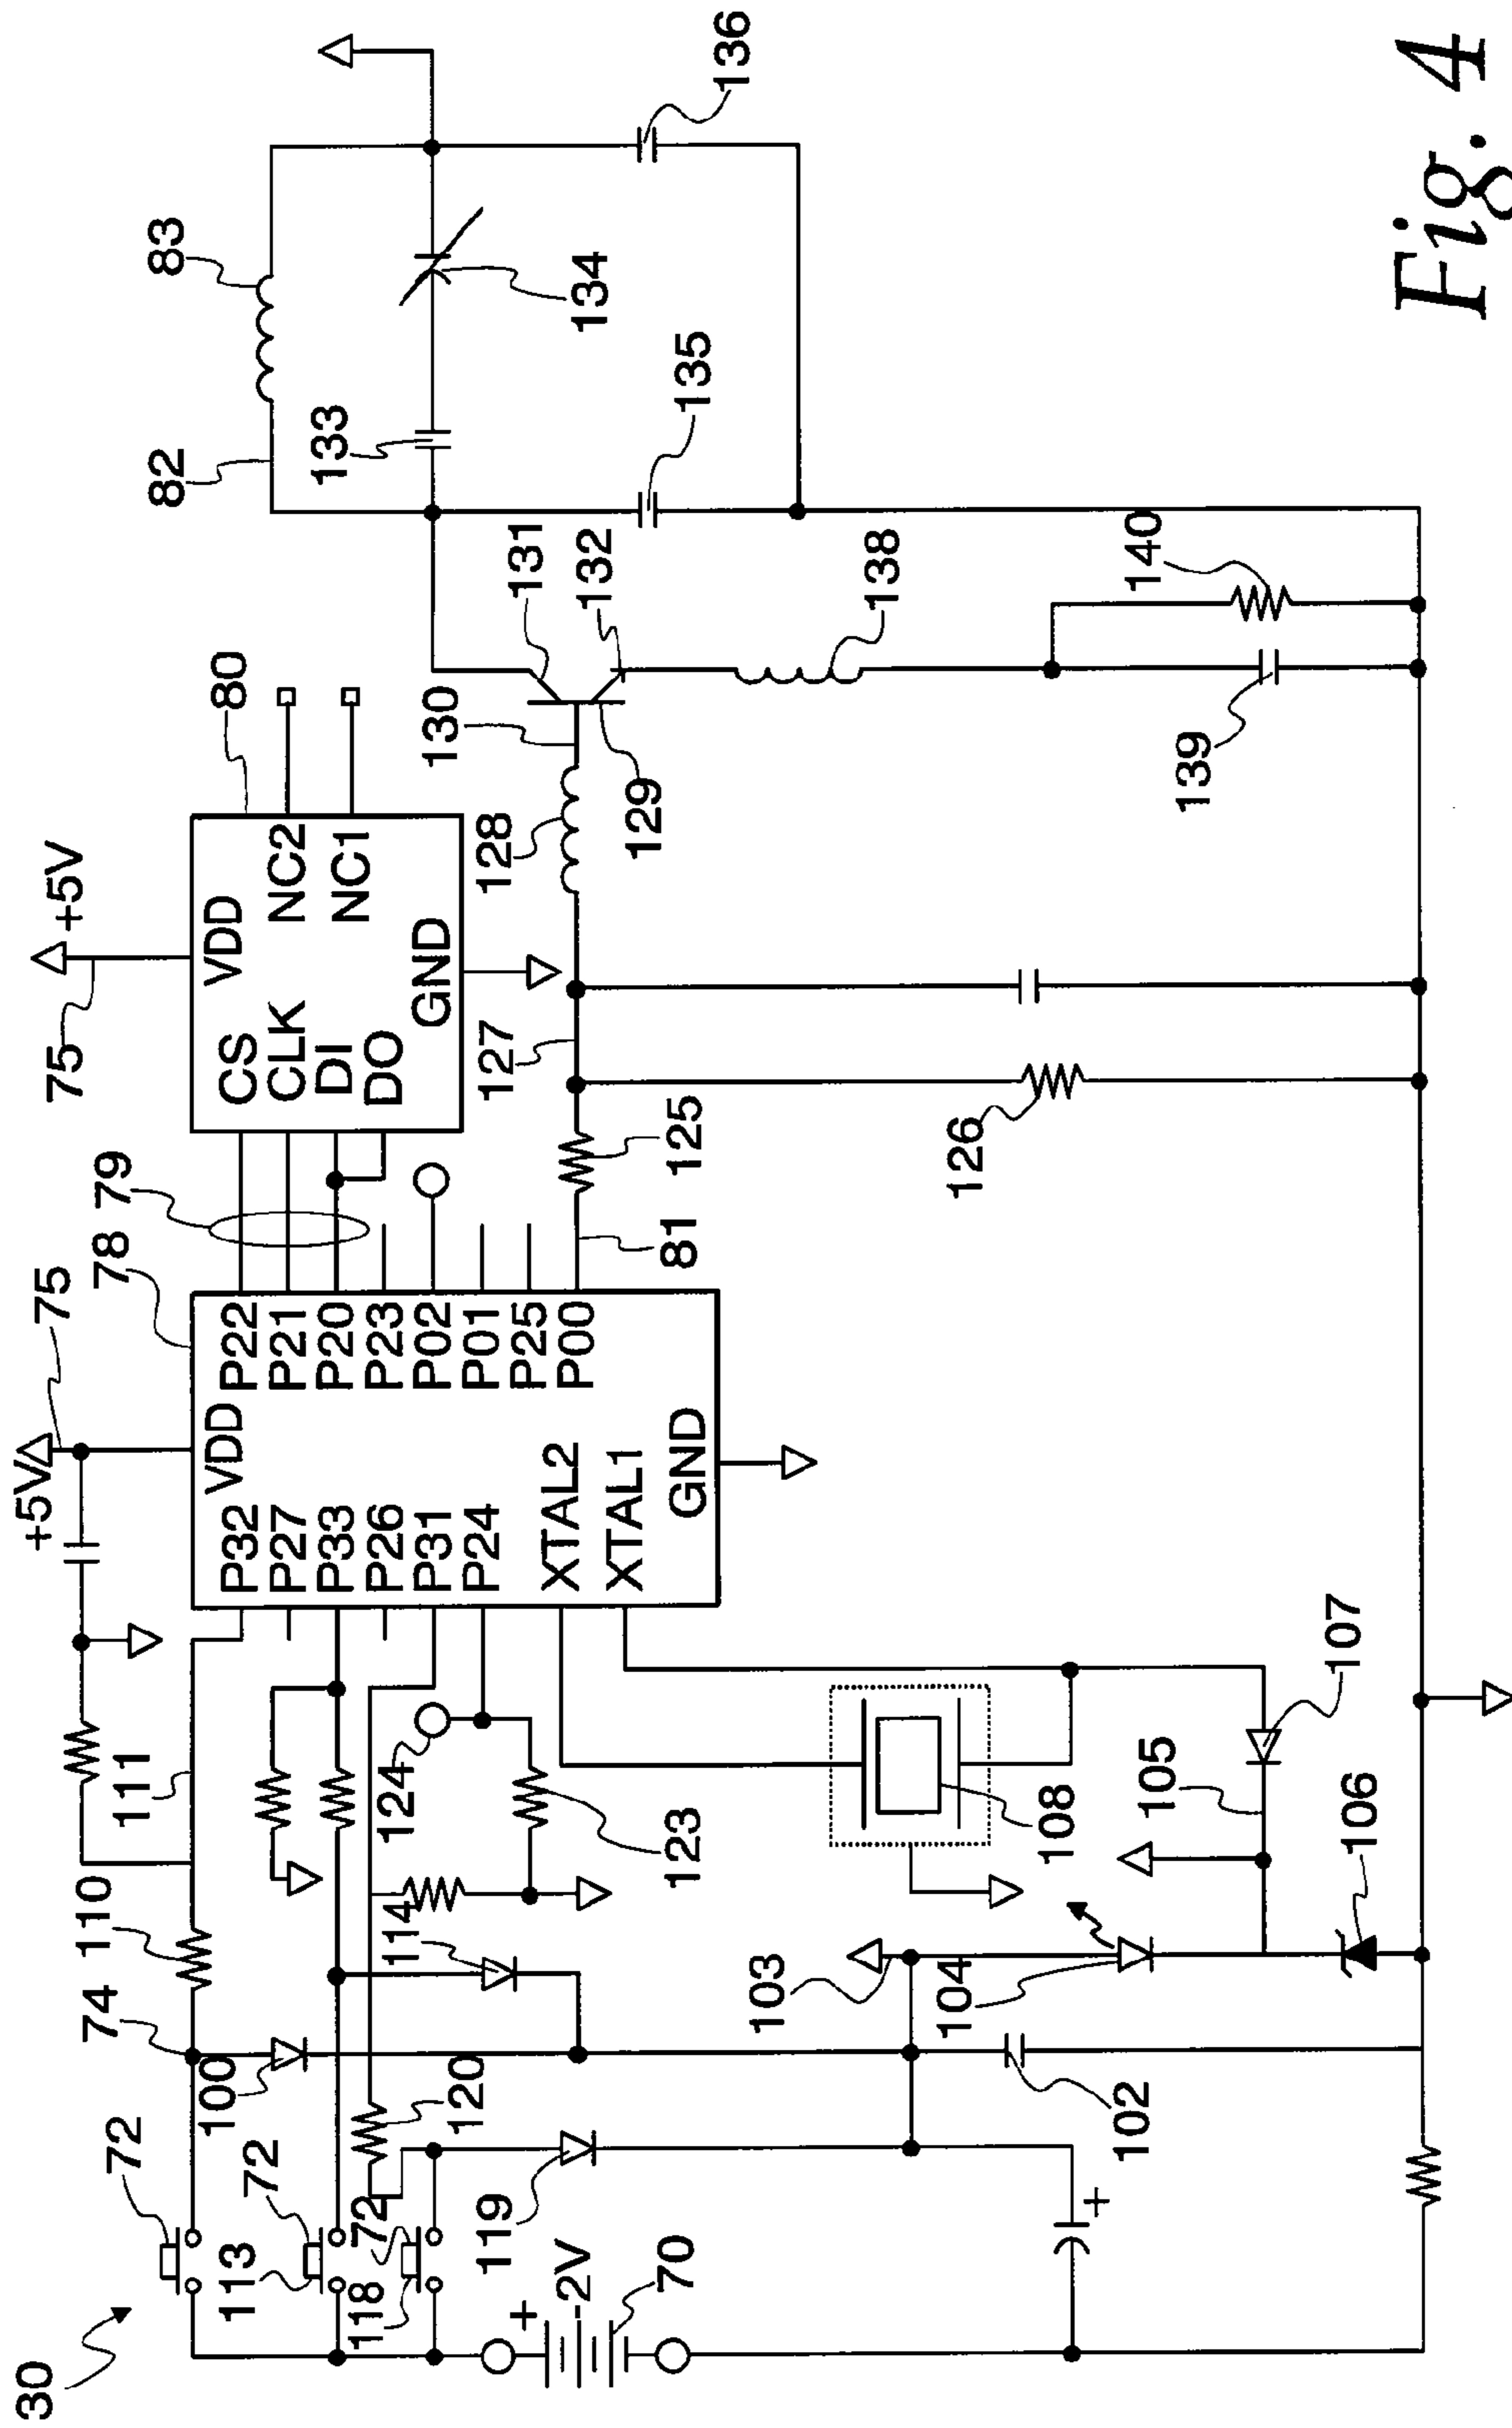 30
72
74
110
111
+5V
75
78
79
75
+5V
80
82
83
100
113
72
72
118
114
120
124
123
VDD
P32
P27
P33
P26
P31
P24
XTAL2
XTAL1
GND
P22
P21
P20
P23
P02
P01
P25
P00
VDD
CS
CLK
DI
DO
GND
NC2
NC1
81
125
127
128
130
129
131
132
133
134
135
136
119
+
-2V
70
+
103
102
104
105
106
107
108
126
138
139
140
Fig. 4